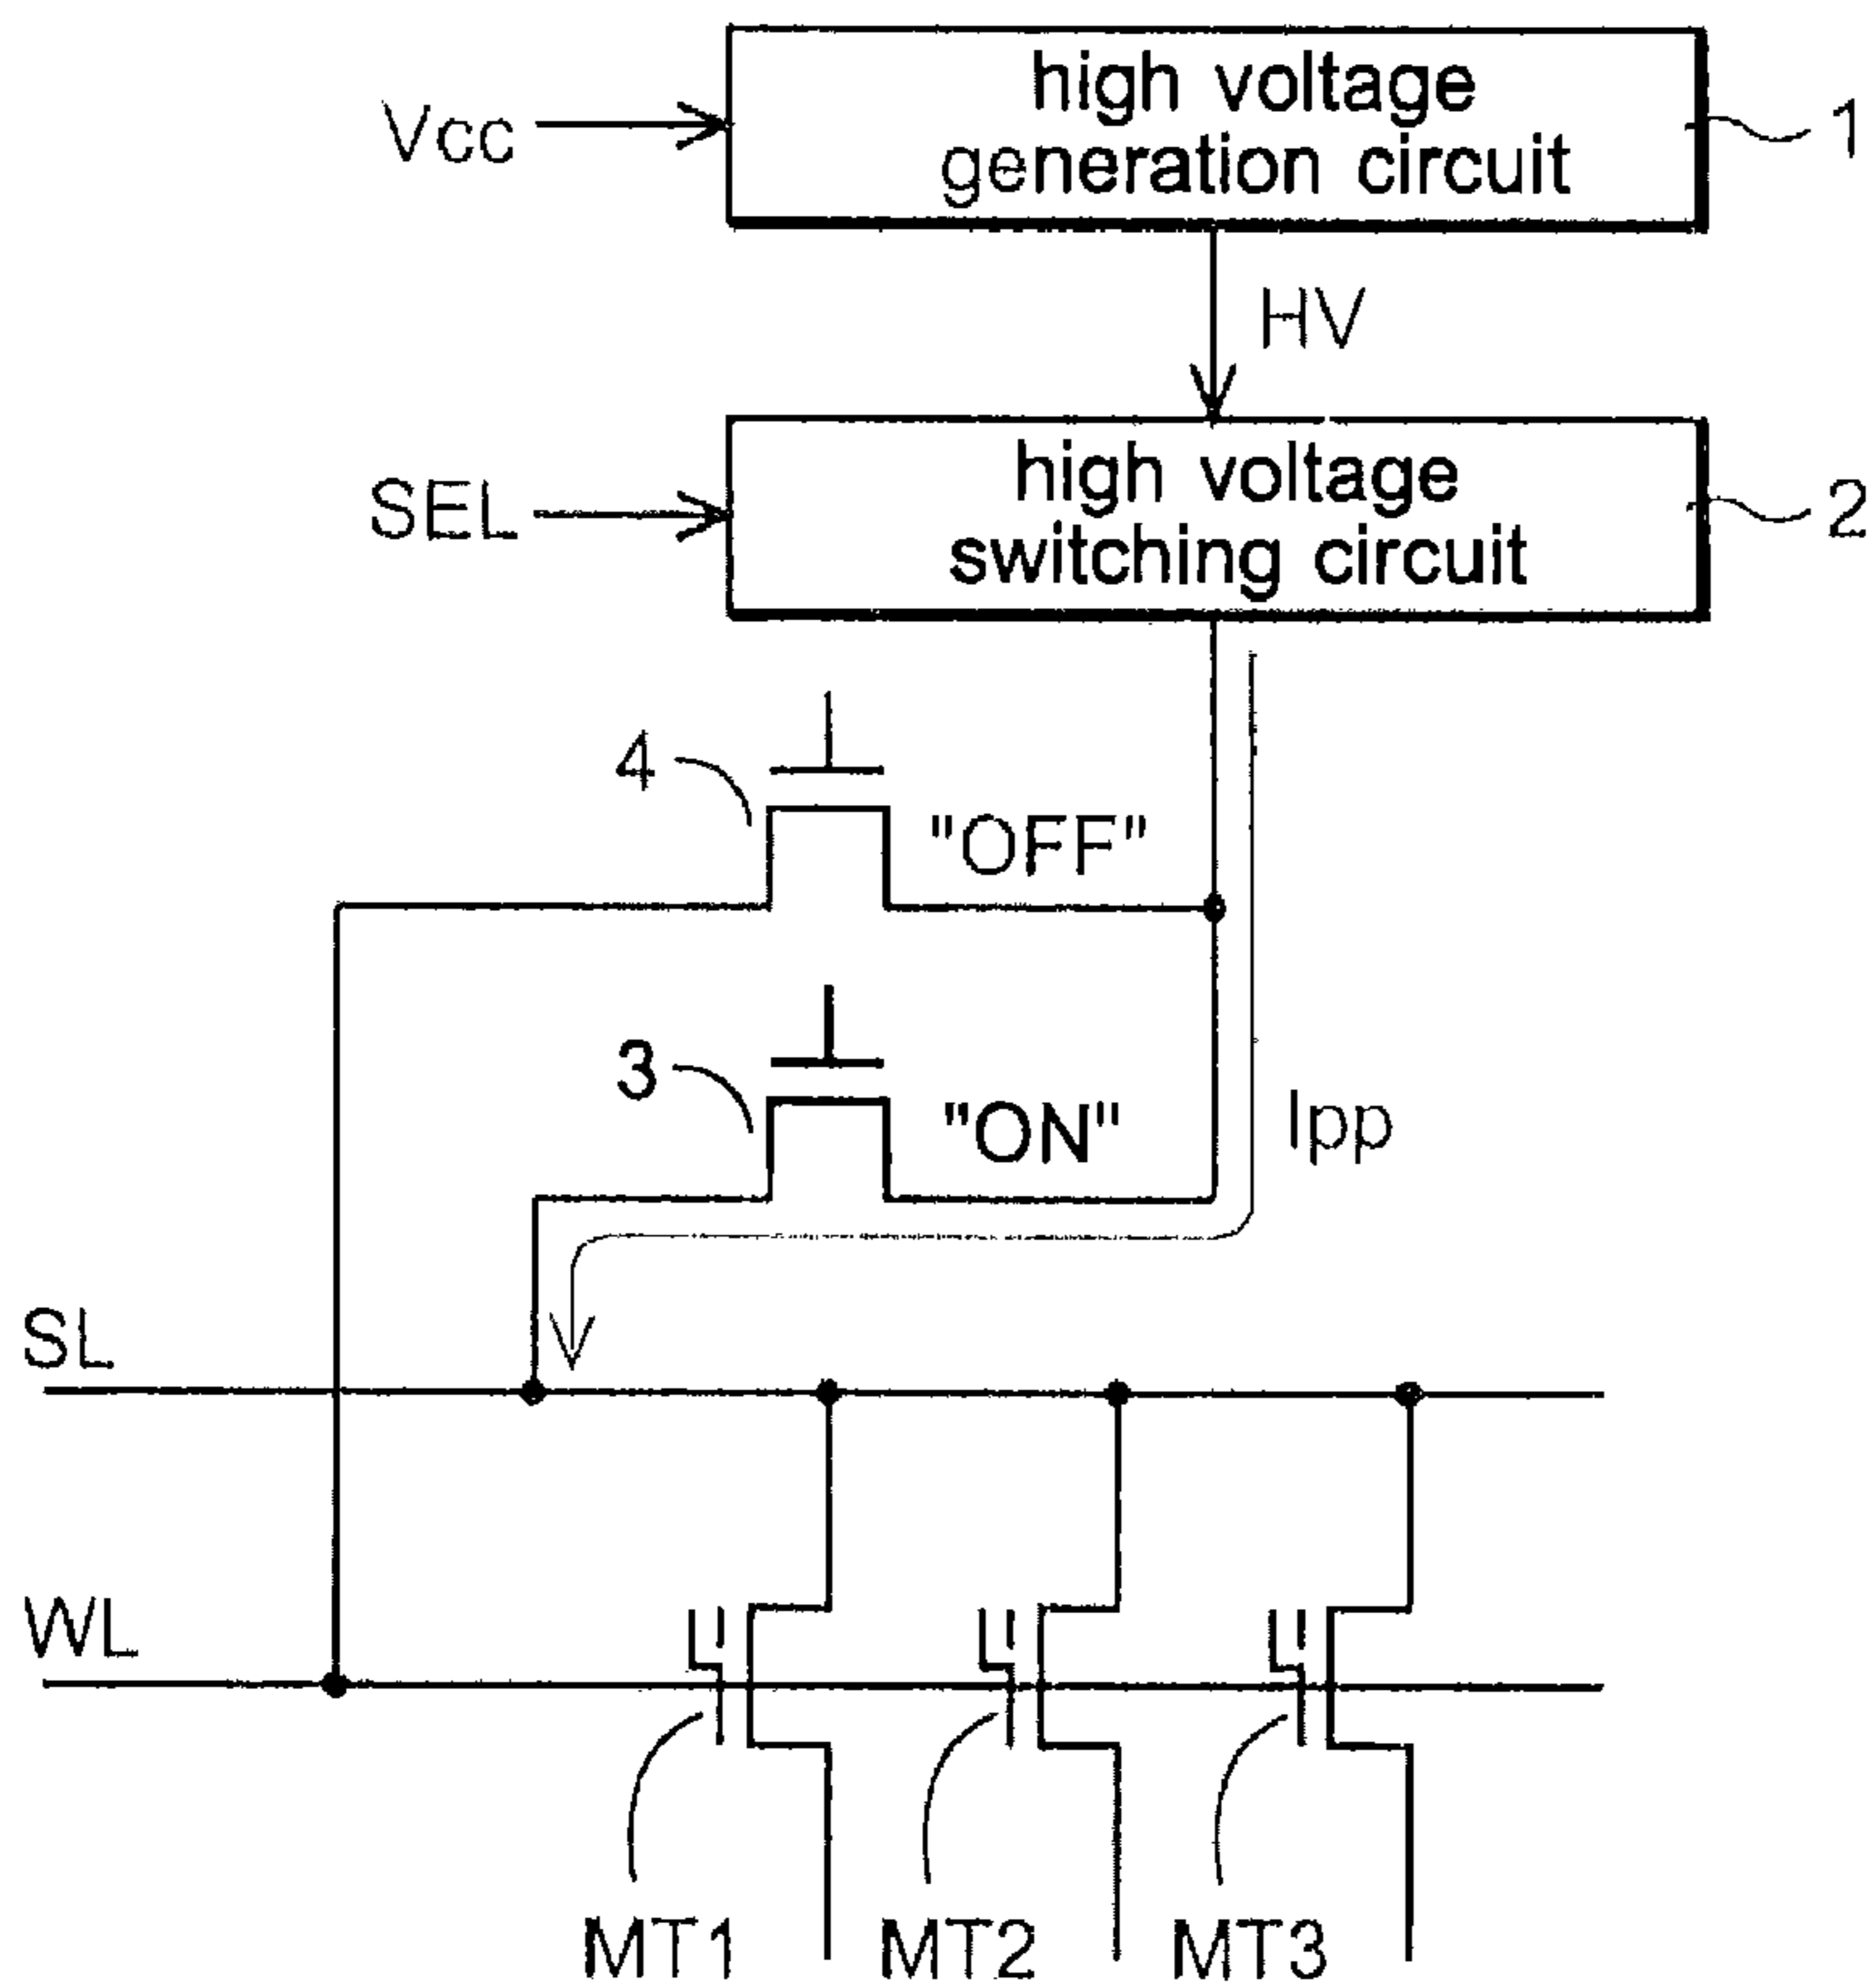 high voltage
generation circuit
Vcc
1
HV
high voltage
switching circuit
SEL
2
4
"OFF"
3
"ON"
Ipp
SL
WL
MT1
MT2
MT3